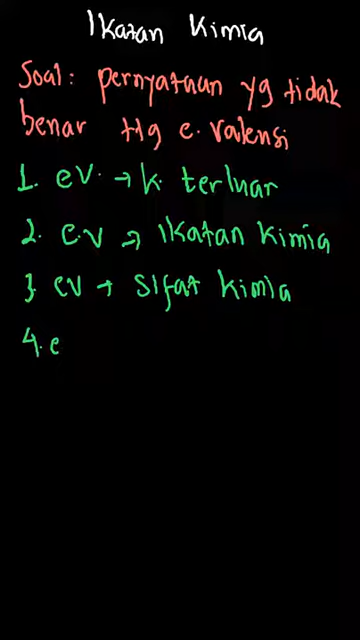 Ikatan Kimia
Soal: pernyataan yg tidak
benar ttg e. valensi
1. ev. → k. terluar
2. e.v → Ikatan kimia
3. ev → sifat kimia
4. e